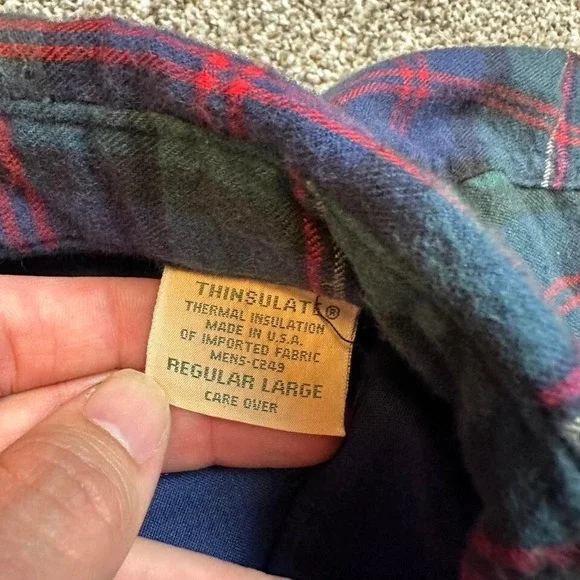 THINSULATE®
THERMAL INSULATION
MADE IN U.S.A.
OF IMPORTED FABRIC
MENS-C249
REGULAR LARGE
CARE OVER